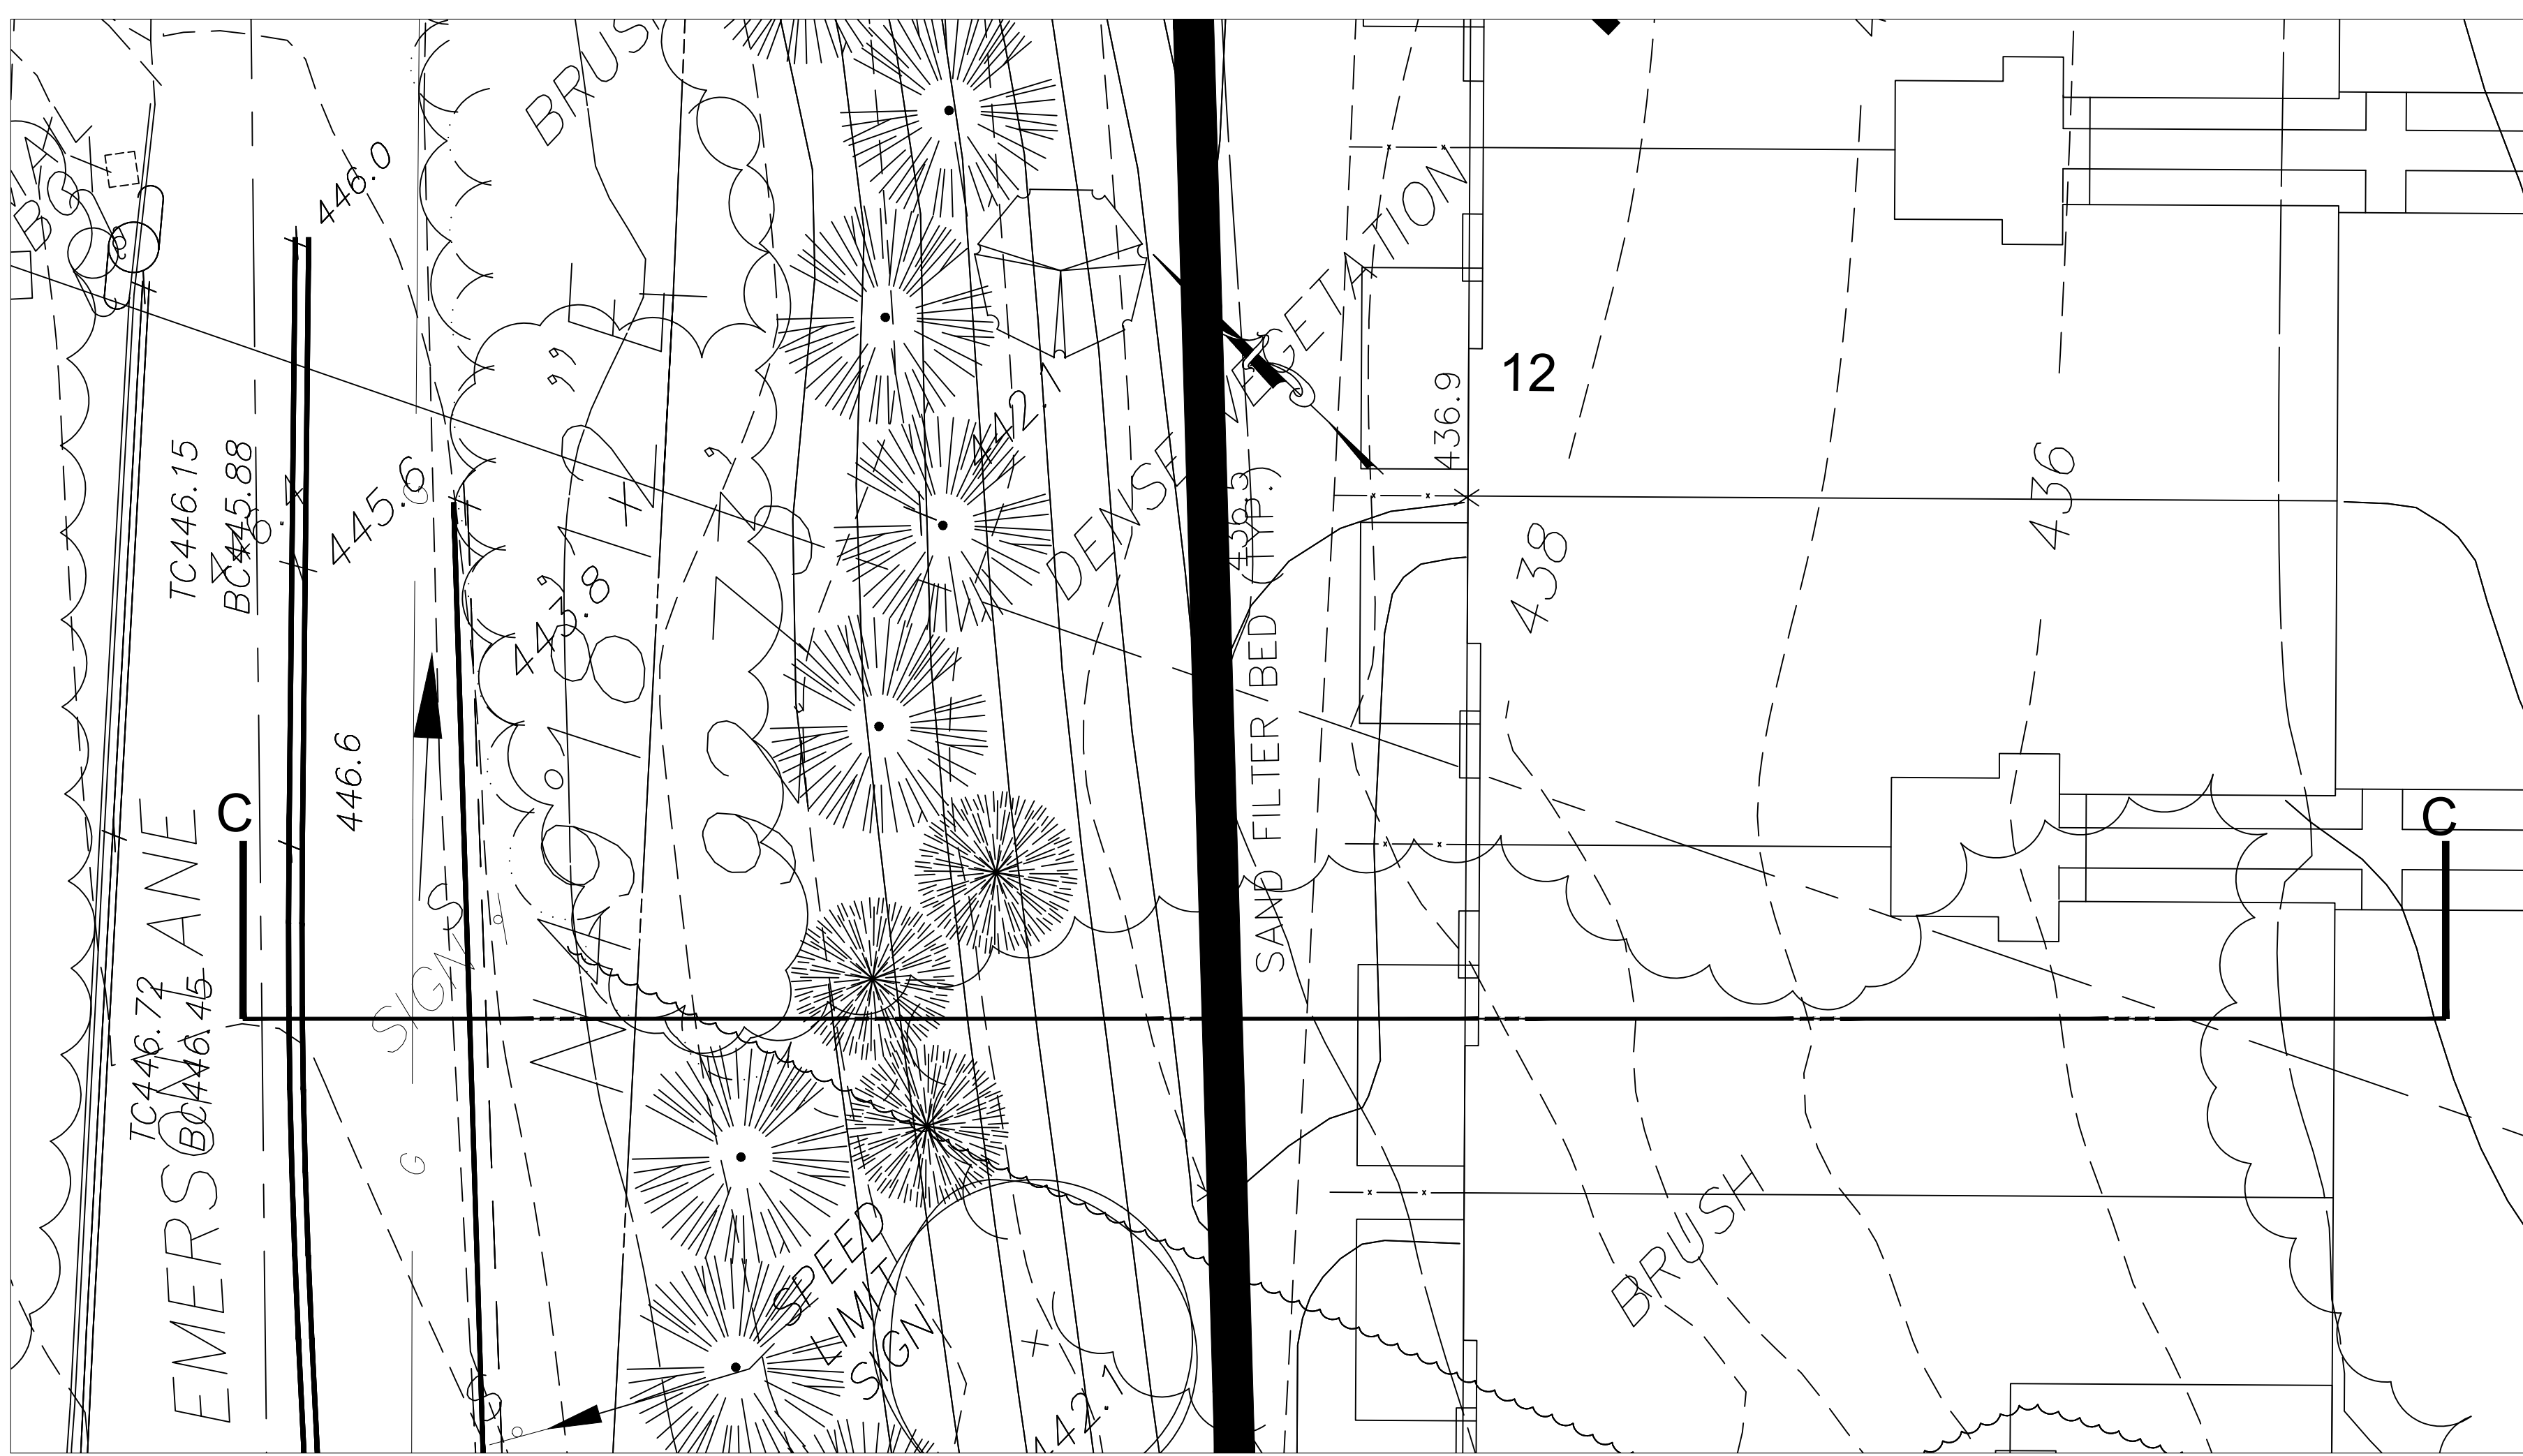 BRUSH
446.0
TC446.15
BC445.88
445.6
443.8
442.1
DENSE VEGETATION
436.9
12
438
436
(TYP.)
SAND FILTER BED
446.6
C
C
EMERSON LANE
TC446.72
BC446.45
SIGN
S
G
SPEED
LIMIT
SIGN
442.1
BRUSH
S